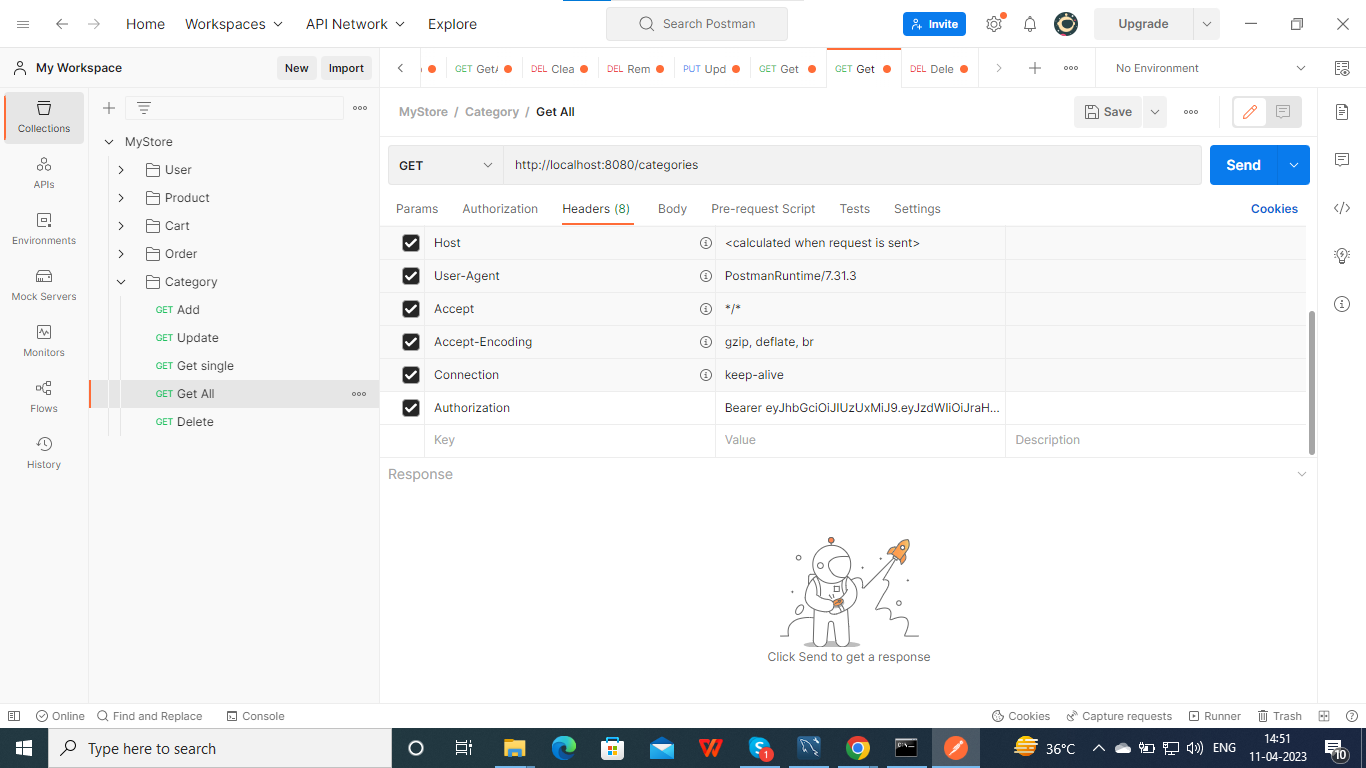 Home Workspaces API Network Explore Search Postman Invite Upgrade
My Workspace New Import
GET GetA DEL Clea DEL Rem PUT Upd GET Get GET Get DEL Dele No Environment
Collections
APIs
Environments
Mock Servers
Monitors
Flows
History
MyStore
User
Product
Cart
Order
Category
GET Add
GET Update
GET Get single
GET Get All
GET Delete
MyStore / Category / Get All Save
GET http://localhost:8080/categories Send
Params Authorization Headers (8) Body Pre-request Script Tests Settings Cookies
Host <calculated when request is sent>
User-Agent PostmanRuntime/7.31.3
Accept */*
Accept-Encoding gzip, deflate, br
Connection keep-alive
Authorization Bearer eyJhbGciOiJIUzUxMiJ9.eyJzdWIiOiJraH...
Key Value Description
Response
Click Send to get a response
Online Find and Replace Console Cookies Capture requests Runner Trash
Type here to search 1 36°C ENG 14:51
11-04-2023 10